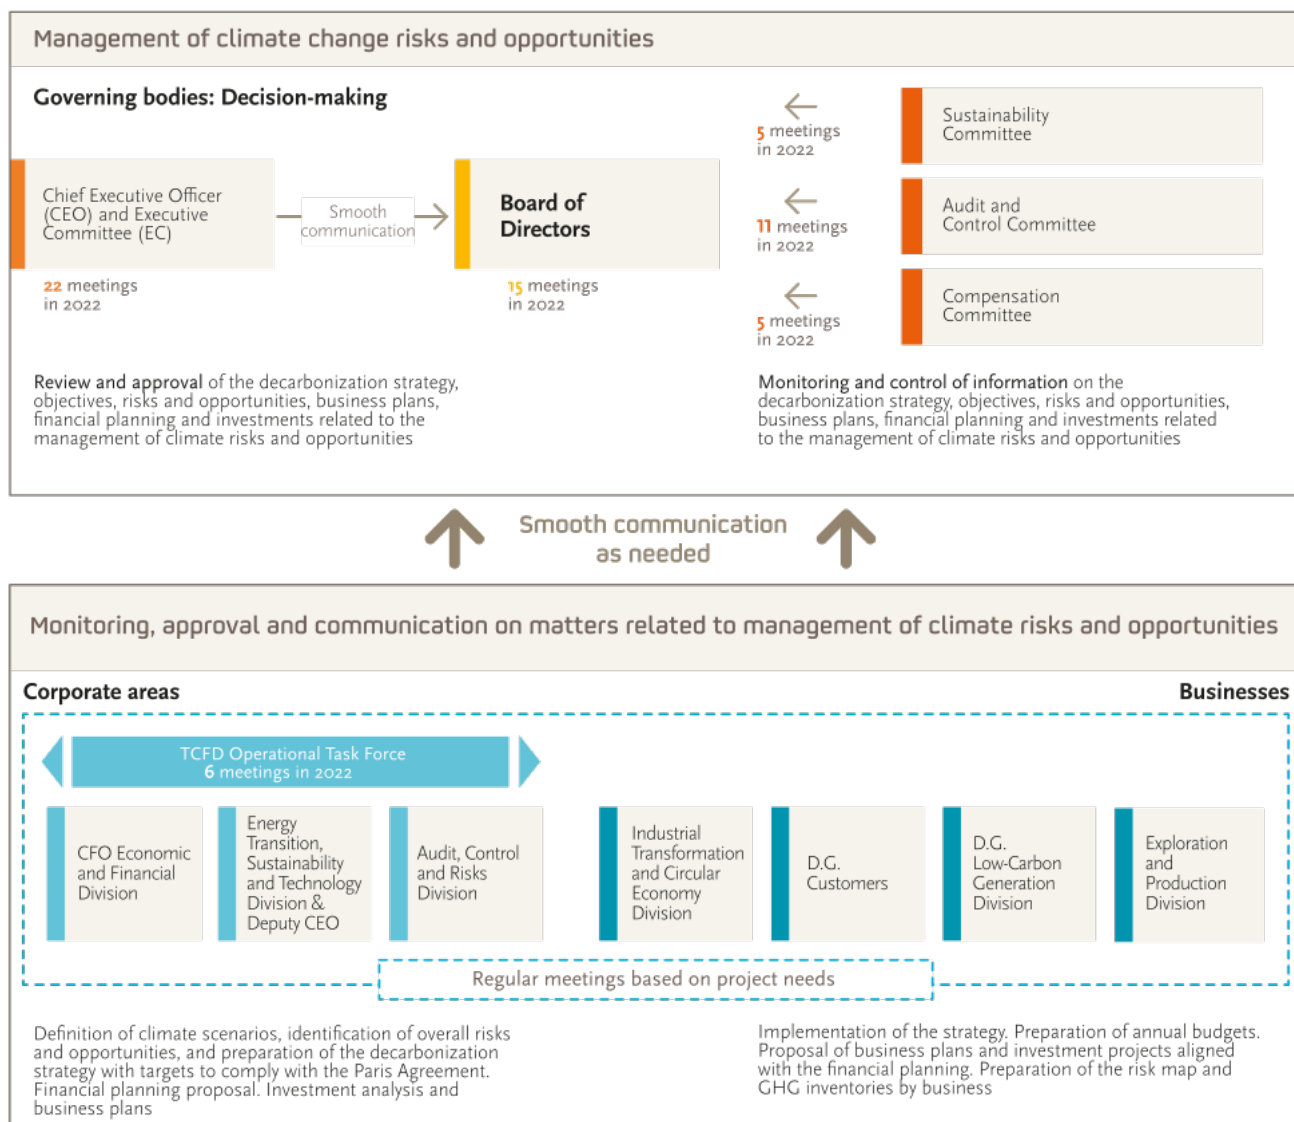 Management of climate change risks and opportunities
Governing bodies: Decision-making
Chief Executive Officer
(CEO) and Executive
Committee (EC)
22 meetings
in 2022
Smooth
communication
Board of
Directors
15 meetings
in 2022
5 meetings
in 2022
Sustainability
Committee
11 meetings
in 2022
Audit and
Control Committee
5 meetings
in 2022
Compensation
Committee
Review and approval of the decarbonization strategy,
objectives, risks and opportunities, business plans,
financial planning and investments related to the
management of climate risks and opportunities
Monitoring and control of information on the
decarbonization strategy, objectives, risks and opportunities,
business plans, financial planning and investments related
to the management of climate risks and opportunities
Smooth communication
as needed
Monitoring, approval and communication on matters related to management of climate risks and opportunities
Corporate areas
Businesses
TCFD Operational Task Force
6 meetings in 2022
CFO Economic
and Financial
Division
Energy
Transition,
Sustainability
and Technology
Division &
Deputy CEO
Audit, Control
and Risks
Division
Industrial
Transformation
and Circular
Economy
Division
D.G.
Customers
D.G.
Low-Carbon
Generation
Division
Exploration
and
Production
Division
Regular meetings based on project needs
Definition of climate scenarios, identification of overall risks
and opportunities, and preparation of the decarbonization
strategy with targets to comply with the Paris Agreement.
Financial planning proposal. Investment analysis and
business plans
Implementation of the strategy. Preparation of annual budgets.
Proposal of business plans and investment projects aligned
with the financial planning. Preparation of the risk map and
GHG inventories by business